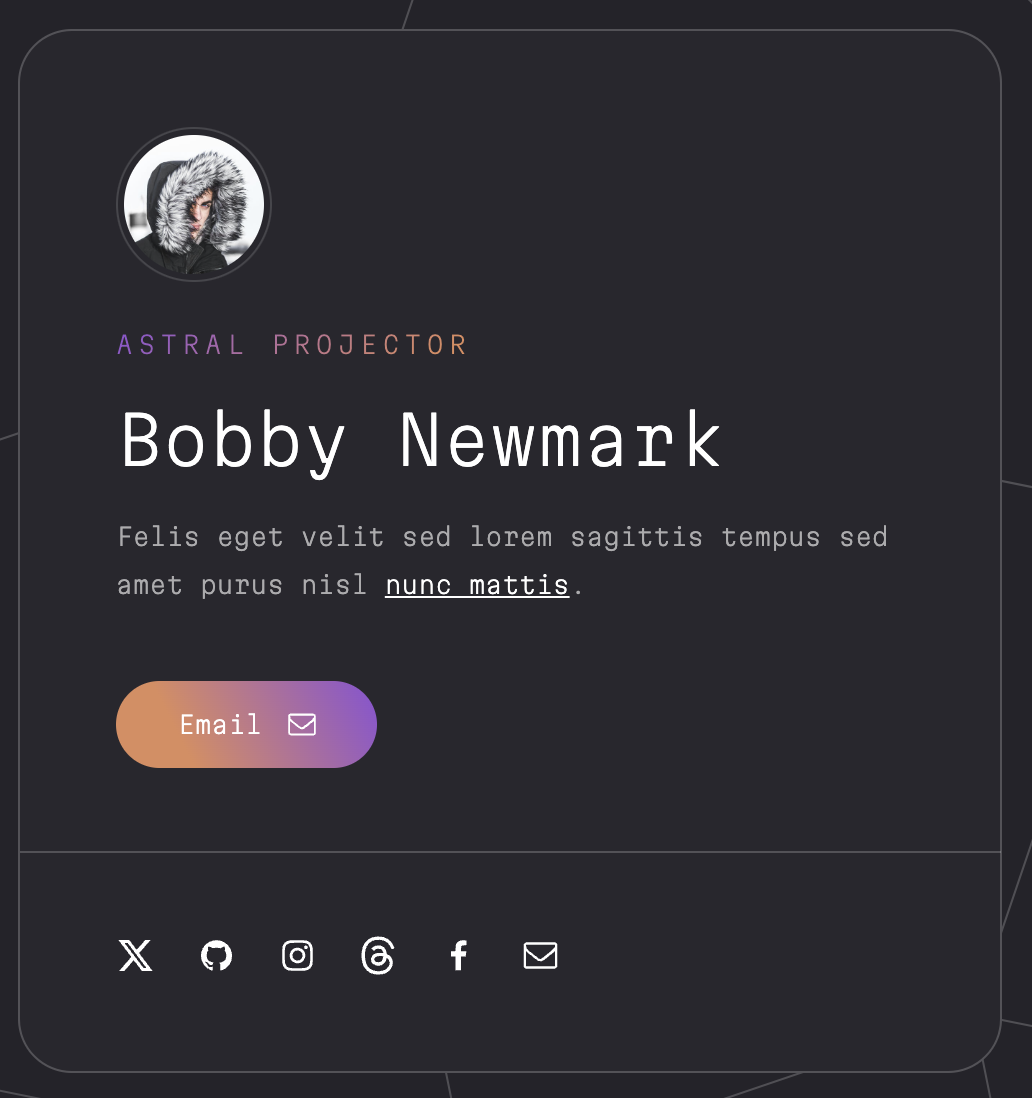 ASTRAL PROJECTOR
Bobby Newmark
Felis eget velit sed lorem sagittis tempus sed
amet purus nisl nunc mattis.
Email